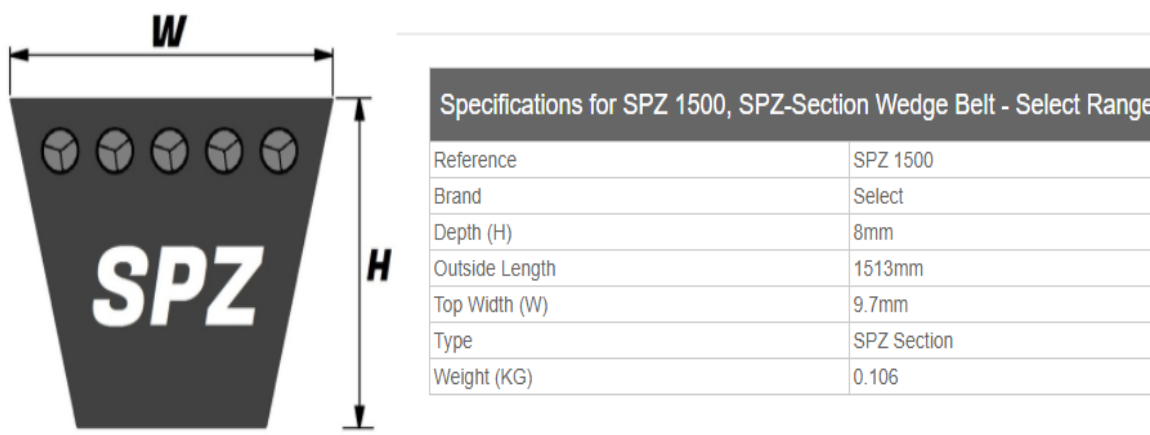 W
SPZ
H
Specifications for SPZ 1500, SPZ-Section Wedge Belt - Select Range
Reference SPZ 1500
Brand Select
Depth (H) 8mm
Outside Length 1513mm
Top Width (W) 9.7mm
Type SPZ Section
Weight (KG) 0.106